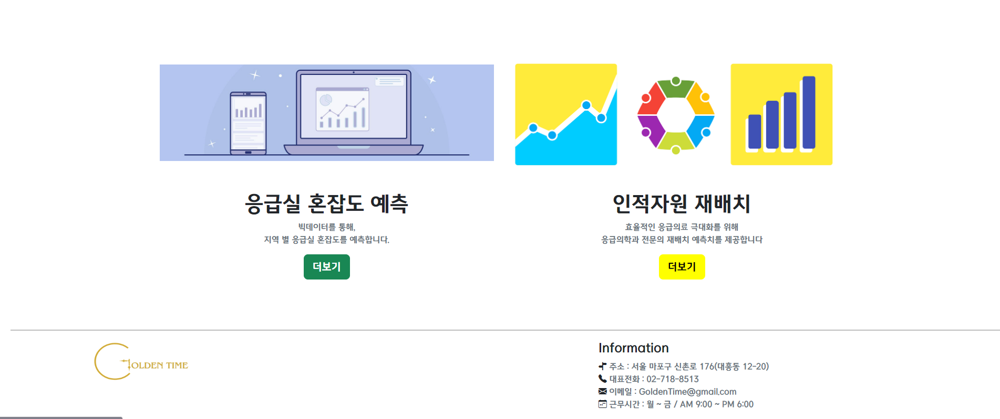 응급실 혼잡도 예측
빅데이터를 통해,
지역 별 응급실 혼잡도를 예측합니다.
더보기
인적자원 재배치
효율적인 응급의료 극대화를 위해
응급의학과 전문의 재배치 예측치를 제공합니다
더보기
GOLDEN TIME
Information
주소 : 서울 마포구 신촌로 176(대흥동 12-20)
대표전화 : 02-718-8513
이메일 : GoldenTime@gmail.com
근무시간 : 월 ~ 금 / AM 9:00 ~ PM 6:00